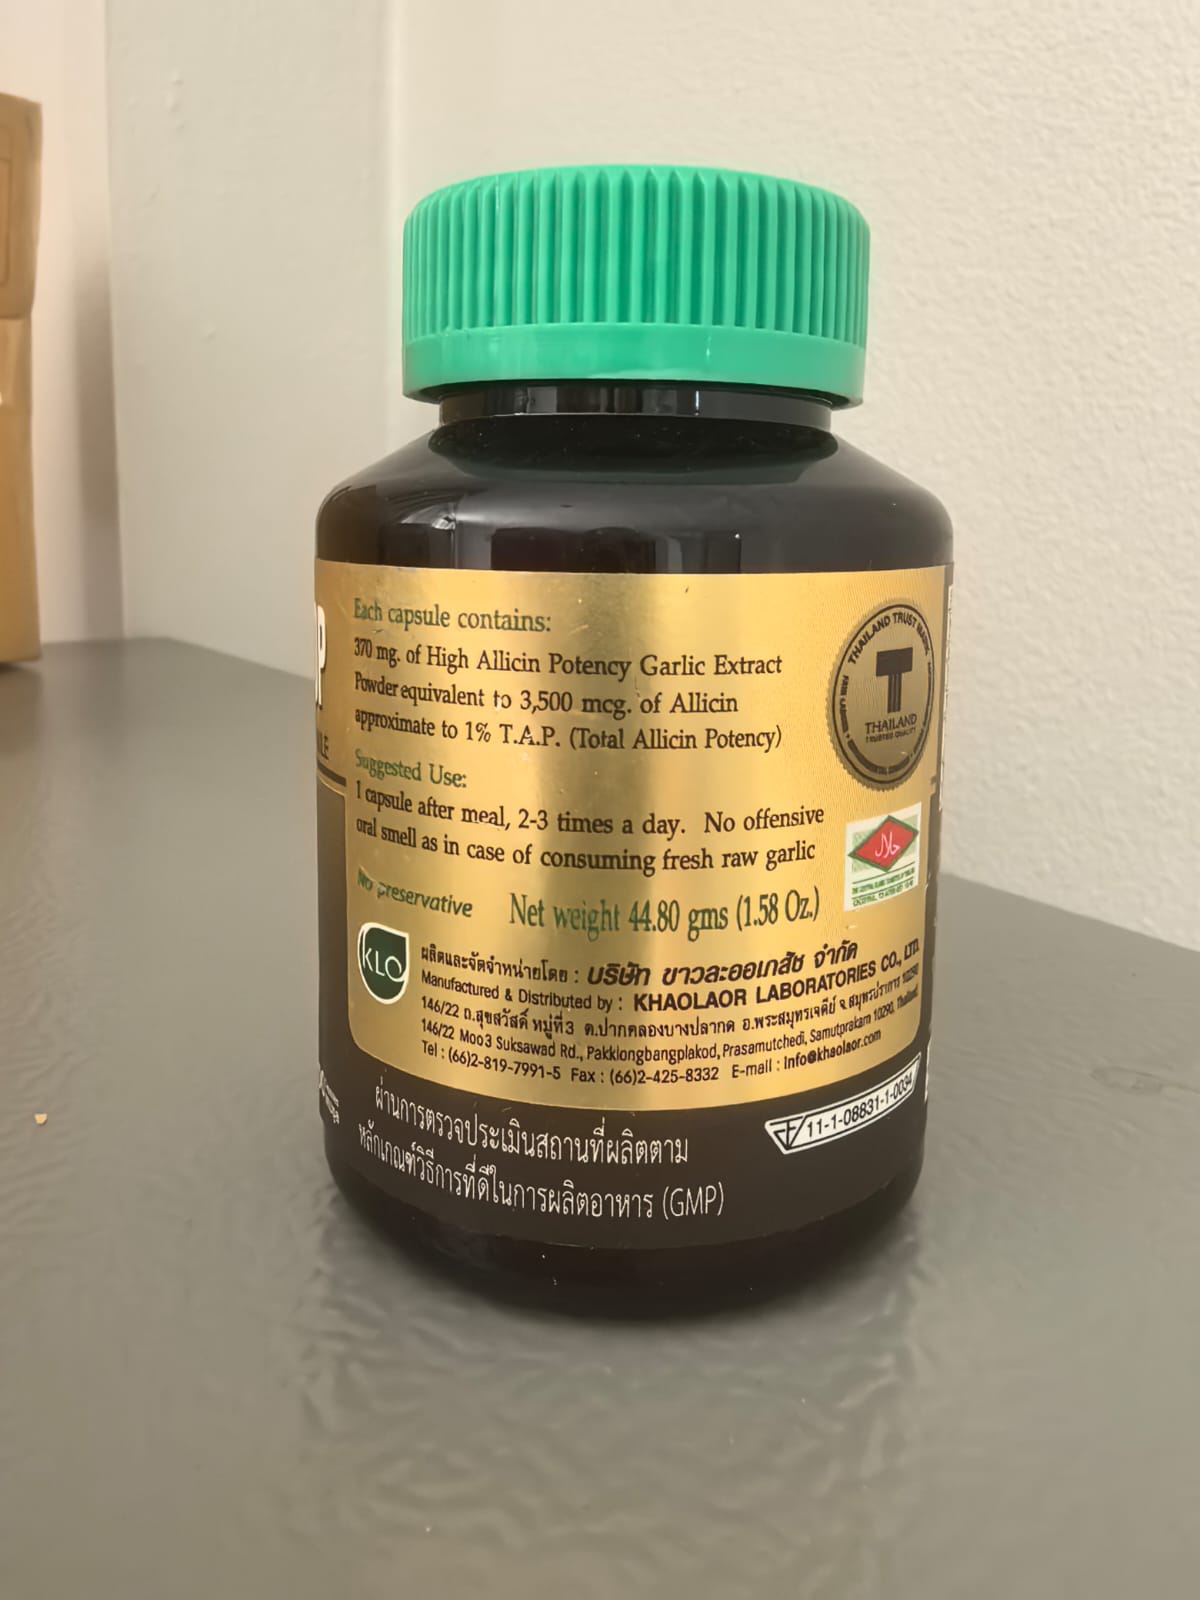 Each capsule contains:
370 mg. of High Allicin Potency Garlic Extract
Powder equivalent to 3,500 mcg. of Allicin
approximate to 1% T.A.P. (Total Allicin Potency)
Suggested Use:
1 capsule after meal, 2-3 times a day. No offensive
oral smell as in case of consuming fresh raw garlic
No preservative
Net weight 44.80 gms (1.58 Oz.)
THAILAND TRUST MARK
T
THAILAND
TRUSTED QUALITY
حلال
KLO
ผลิตและจัดจำหน่ายโดย : บริษัท ขาวละออเภสัช จำกัด
Manufactured & Distributed by : KHAOLAOR LABORATORIES CO., LTD.
146/22 ถ.สุขสวัสดิ์ หมู่ที่ 3 ต.ปากคลองบางปลากด อ.พระสมุทรเจดีย์ จ.สมุทรปราการ 10290
146/22 Moo3 Suksawad Rd., Pakklongbangplakod, Prasamutchedi, Samutprakarn 10290, Thailand.
Tel : (66)2-819-7991-5 Fax : (66)2-425-8332 E-mail : Info@khaolaor.com
11-1-08831-1-0094
ผ่านการตรวจประเมินสถานที่ผลิตตาม
หลักเกณฑ์วิธีการที่ดีในการผลิตอาหาร (GMP)